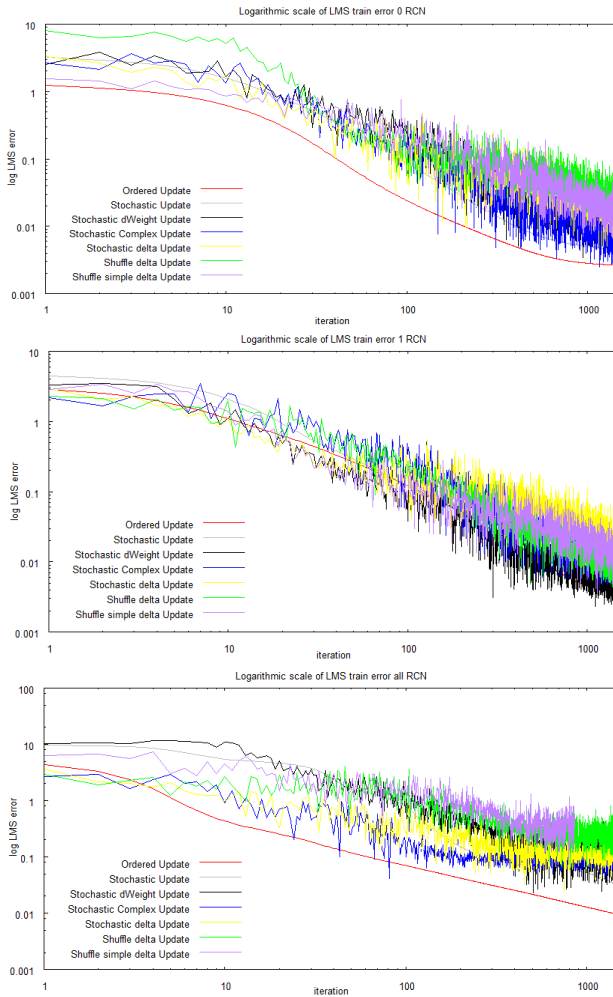 Logarithmic scale of LMS train error 0 RCN
10
1
0.1
0.01
0.001
log LMS error
Ordered Update
Stochastic Update
Stochastic dWeight Update
Stochastic Complex Update
Stochastic delta Update
Shuffle delta Update
Shuffle simple delta Update
1 10 100 1000
iteration
Logarithmic scale of LMS train error 1 RCN
10
1
0.1
0.01
0.001
log LMS error
Ordered Update
Stochastic Update
Stochastic dWeight Update
Stochastic Complex Update
Stochastic delta Update
Shuffle delta Update
Shuffle simple delta Update
1 10 100 1000
iteration
Logarithmic scale of LMS train error all RCN
100
10
1
0.1
0.01
0.001
log LMS error
Ordered Update
Stochastic Update
Stochastic dWeight Update
Stochastic Complex Update
Stochastic delta Update
Shuffle delta Update
Shuffle simple delta Update
1 10 100 1000
iteration